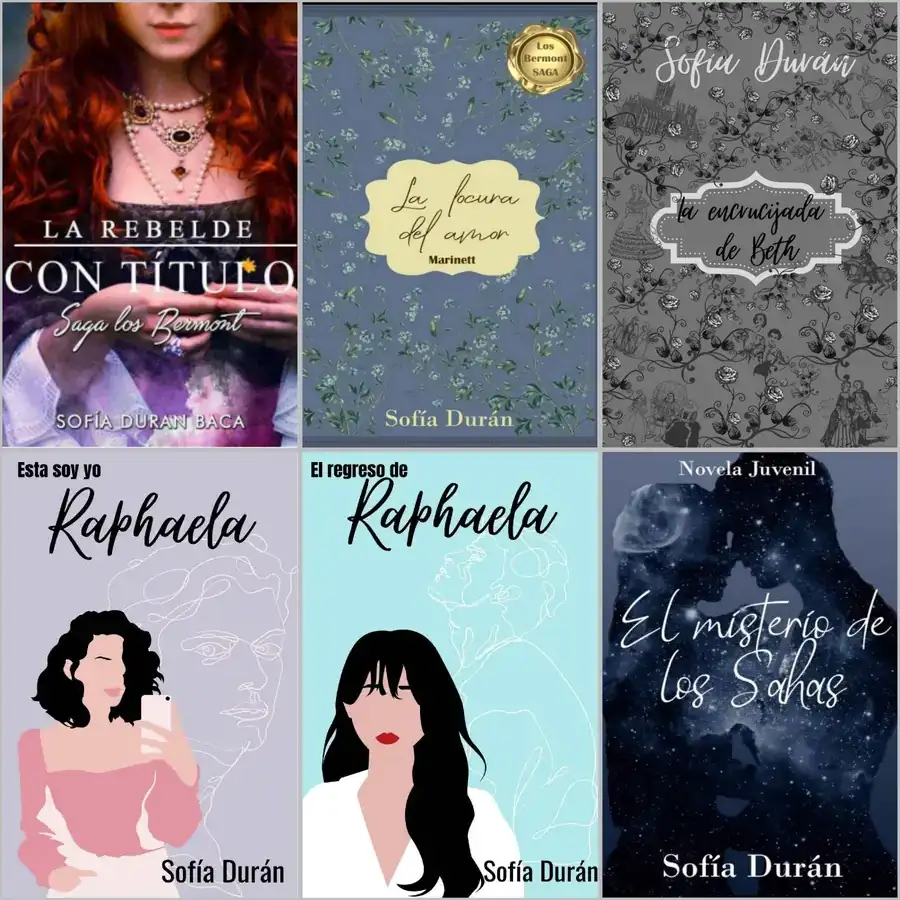 LA REBELDE
CON TÍTULO
Saga los Bermont
SOFÍA DURAN BACA
Los
Bermont
SAGA
La locura
del amor
Marinett
Sofía Durán
Sofía Durán
la encrucijada
de Beth
Esta soy yo
Raphaela
Sofía Durán
El regreso de
Raphaela
Sofía Durán
Novela Juvenil
El misterio de
los Sahas
Sofía Durán